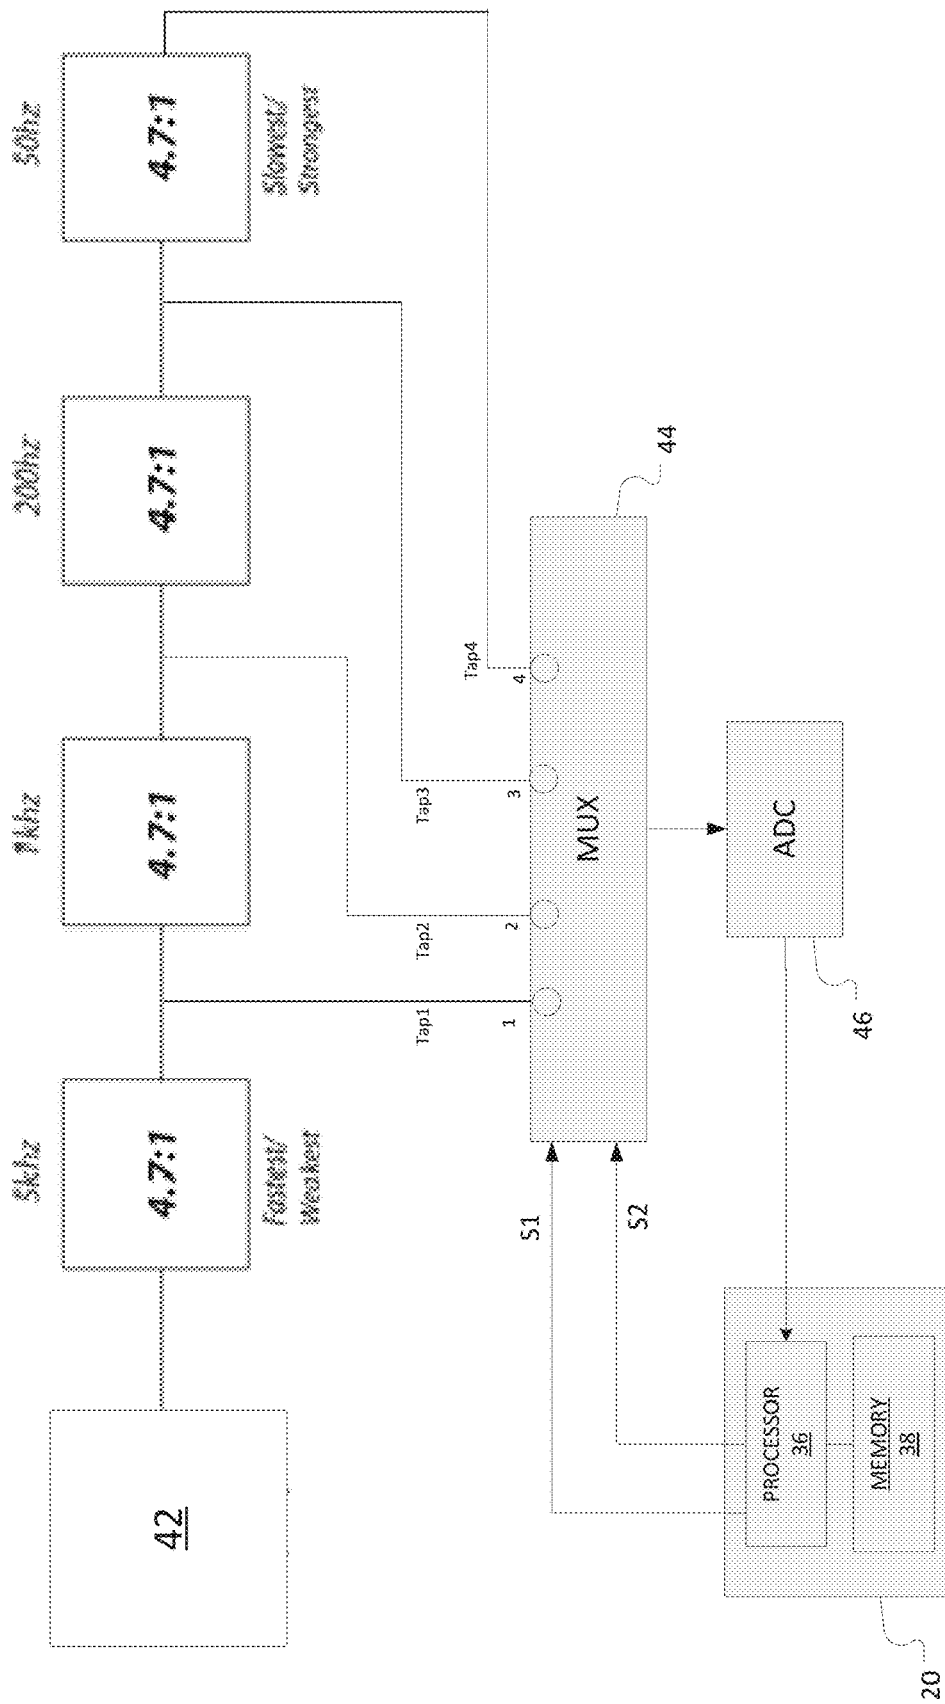 5khz
1khz
200hz
50hz
42
4.7:1
4.7:1
4.7:1
4.7:1
Fastest/
Weakest
Slowest/
Strongest
Tap1
Tap2
Tap3
Tap4
1
2
3
4
S1
S2
MUX
44
ADC
46
PROCESSOR
36
MEMORY
38
20